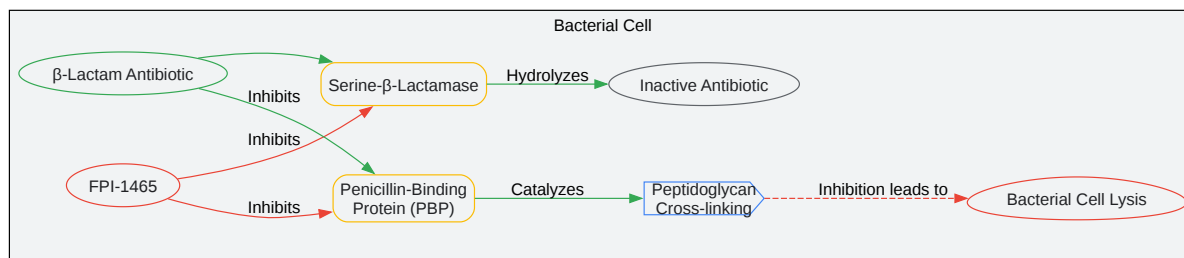 Bacterial Cell
β-Lactam Antibiotic
Serine-β-Lactamase
Hydrolyzes
Inactive Antibiotic
Inhibits
Inhibits
FPI-1465
Inhibits
Penicillin-Binding
Protein (PBP)
Catalyzes
Peptidoglycan
Cross-linking
Inhibition leads to
Bacterial Cell Lysis